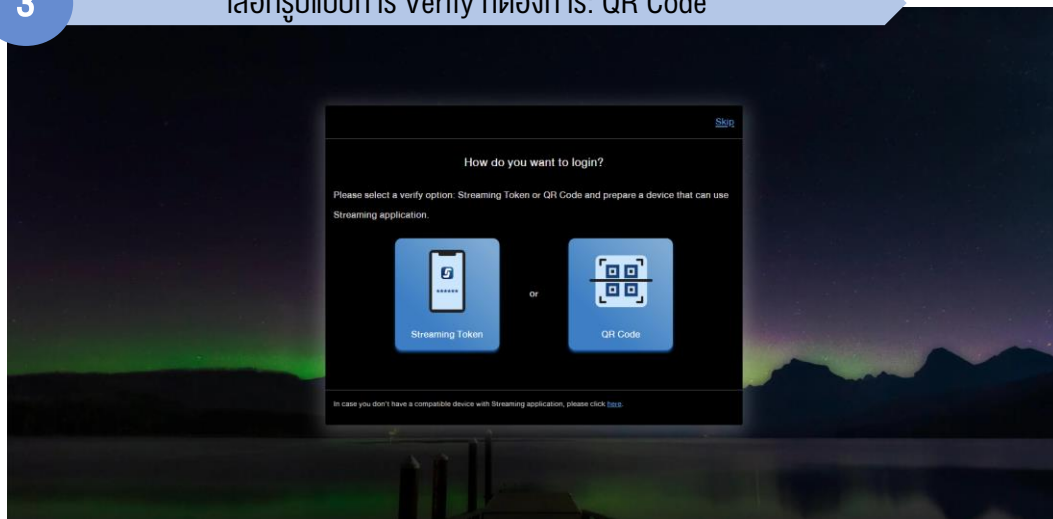 3
เลือกรูปแบบการ Verify ที่ต้องการ: QR Code
Skip
How do you want to login?
Please select a verify option: Streaming Token or QR Code and prepare a device that can use
Streaming application.
or
Streaming Token
QR Code
In case you don't have a compatible device with Streaming application, please click here.